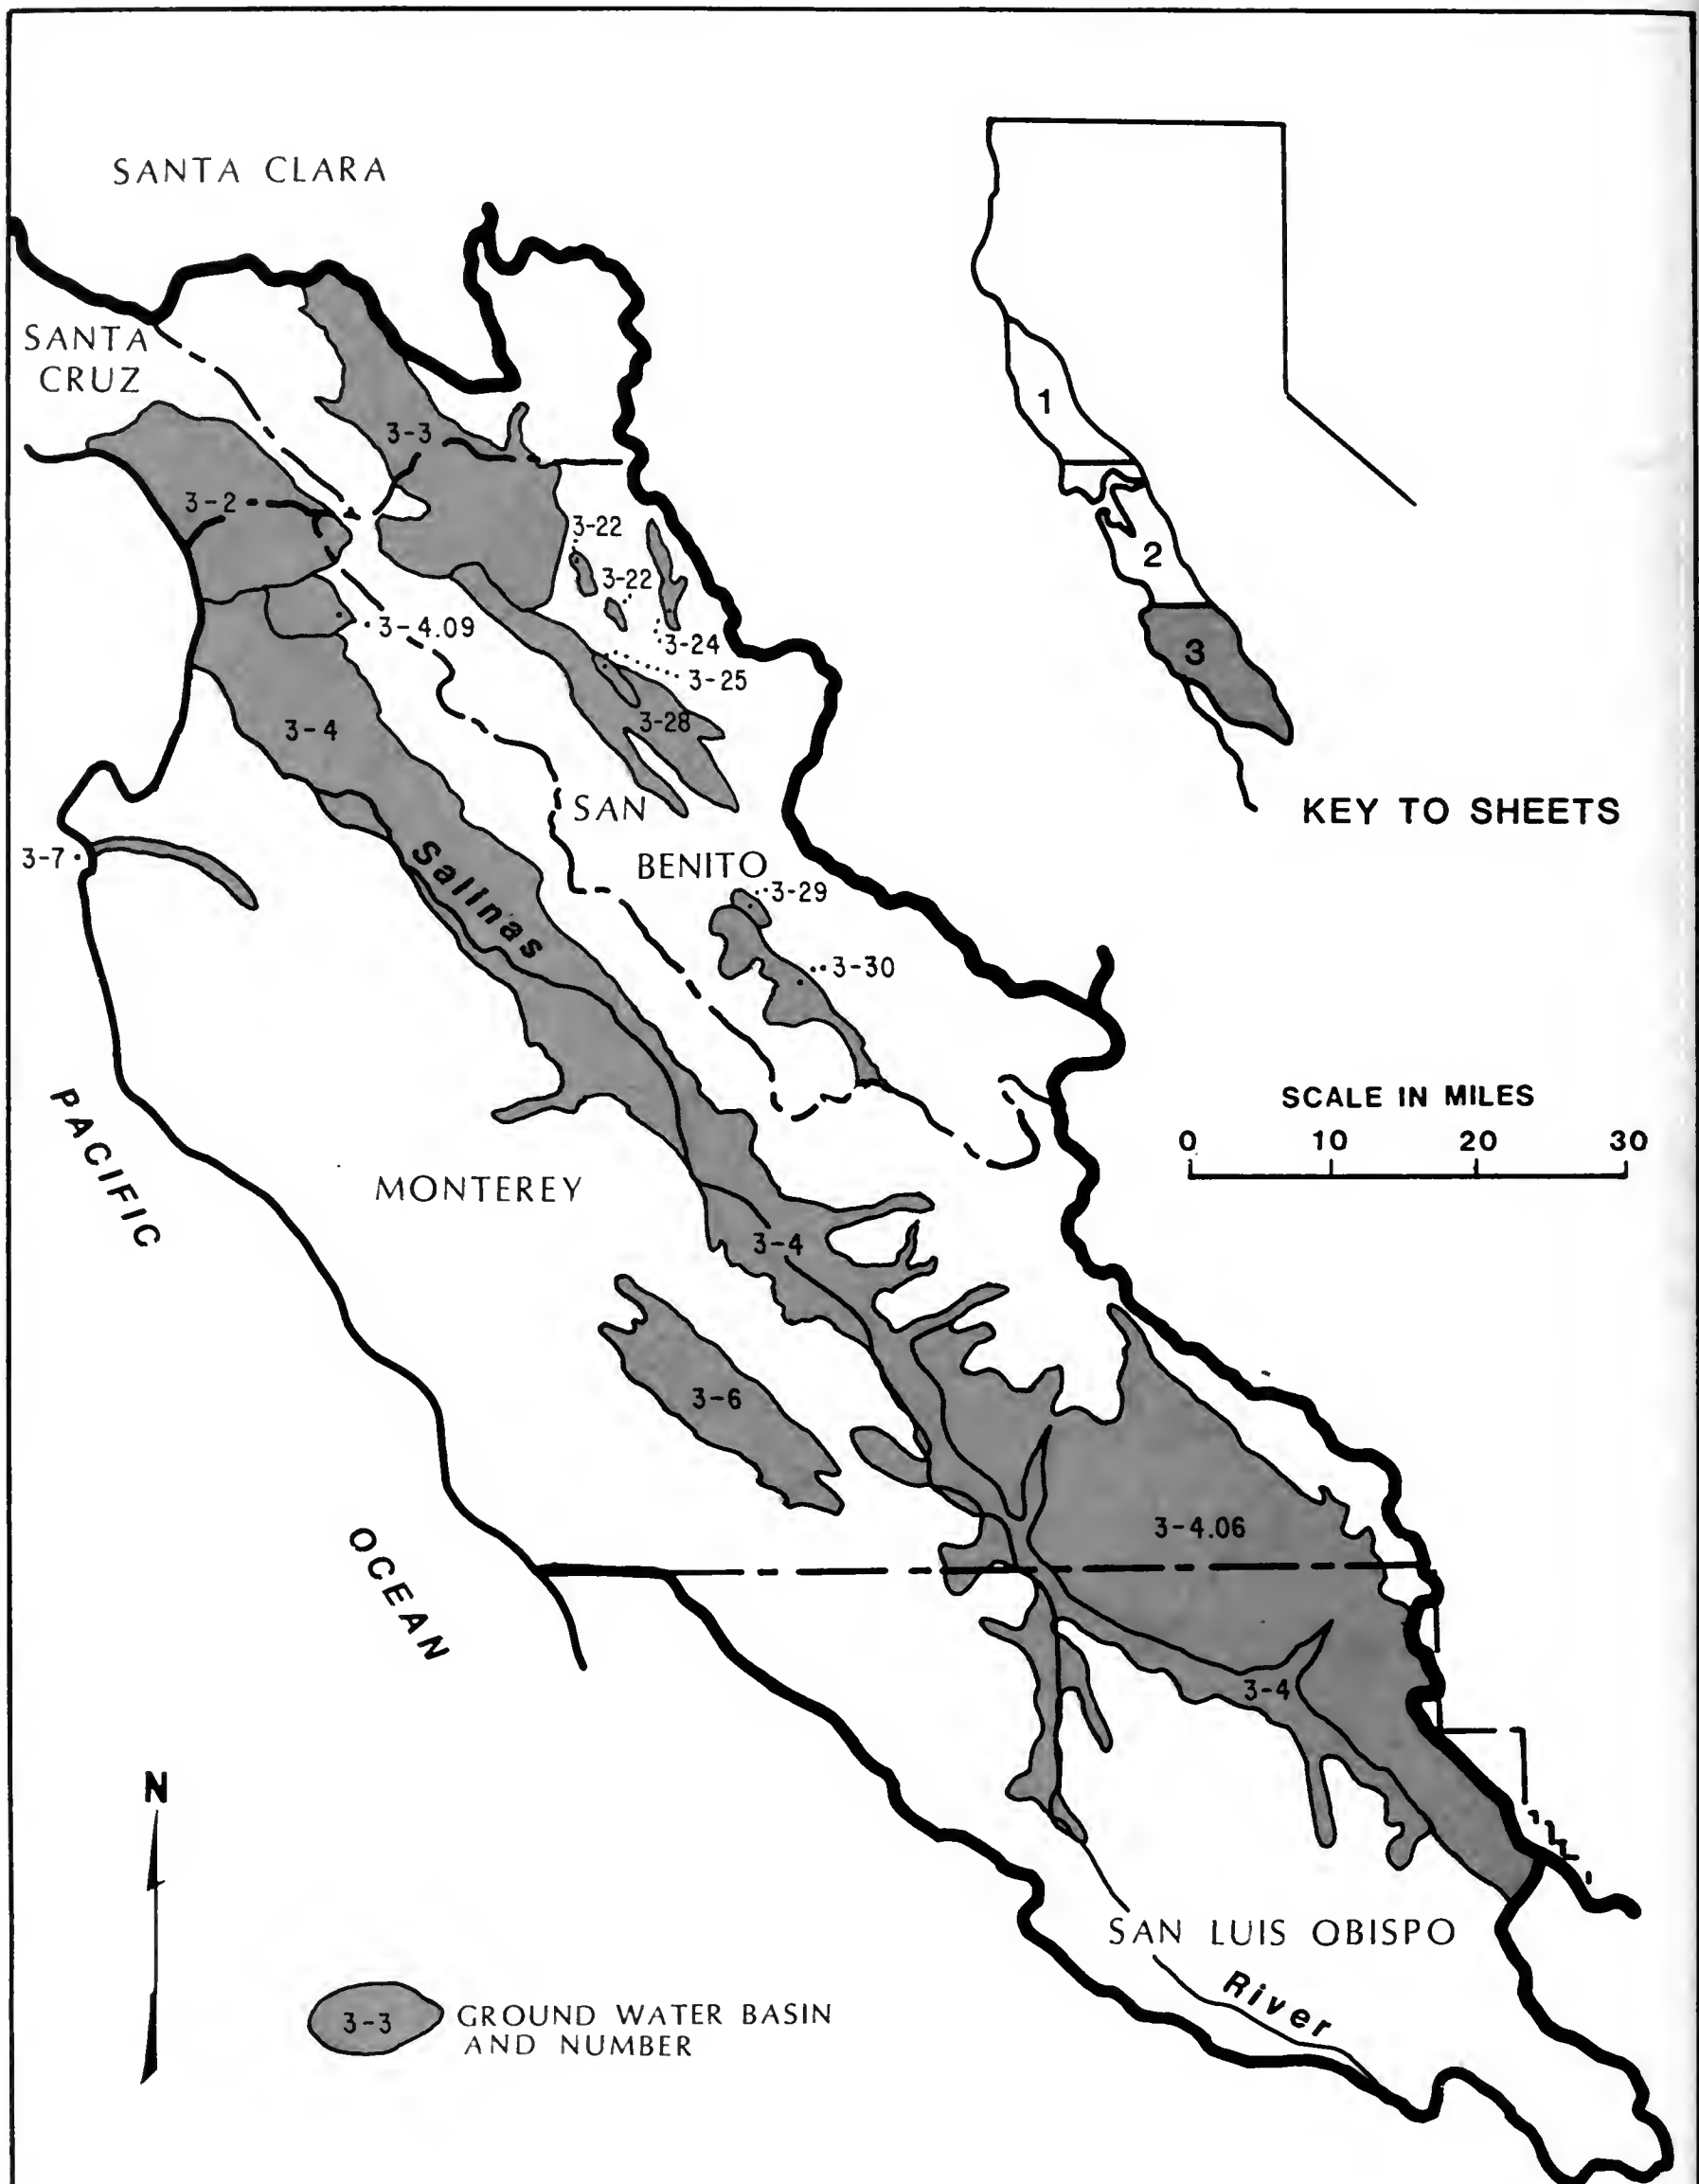 SANTA CLARA
SANTA
CRUZ
1
3-3
3-2
3-22
2
3-22
3-4.09
3-24
3
3-25
3-28
3-4
SAN
KEY TO SHEETS
3-7
Salinas
BENITO
3-29
3-30
PACIFIC
SCALE IN MILES
0 10 20 30
MONTEREY
3-4
3-6
3-4.06
OCEAN
3-4
N
SAN LUIS OBISPO
River
3-3
GROUND WATER BASIN
AND NUMBER